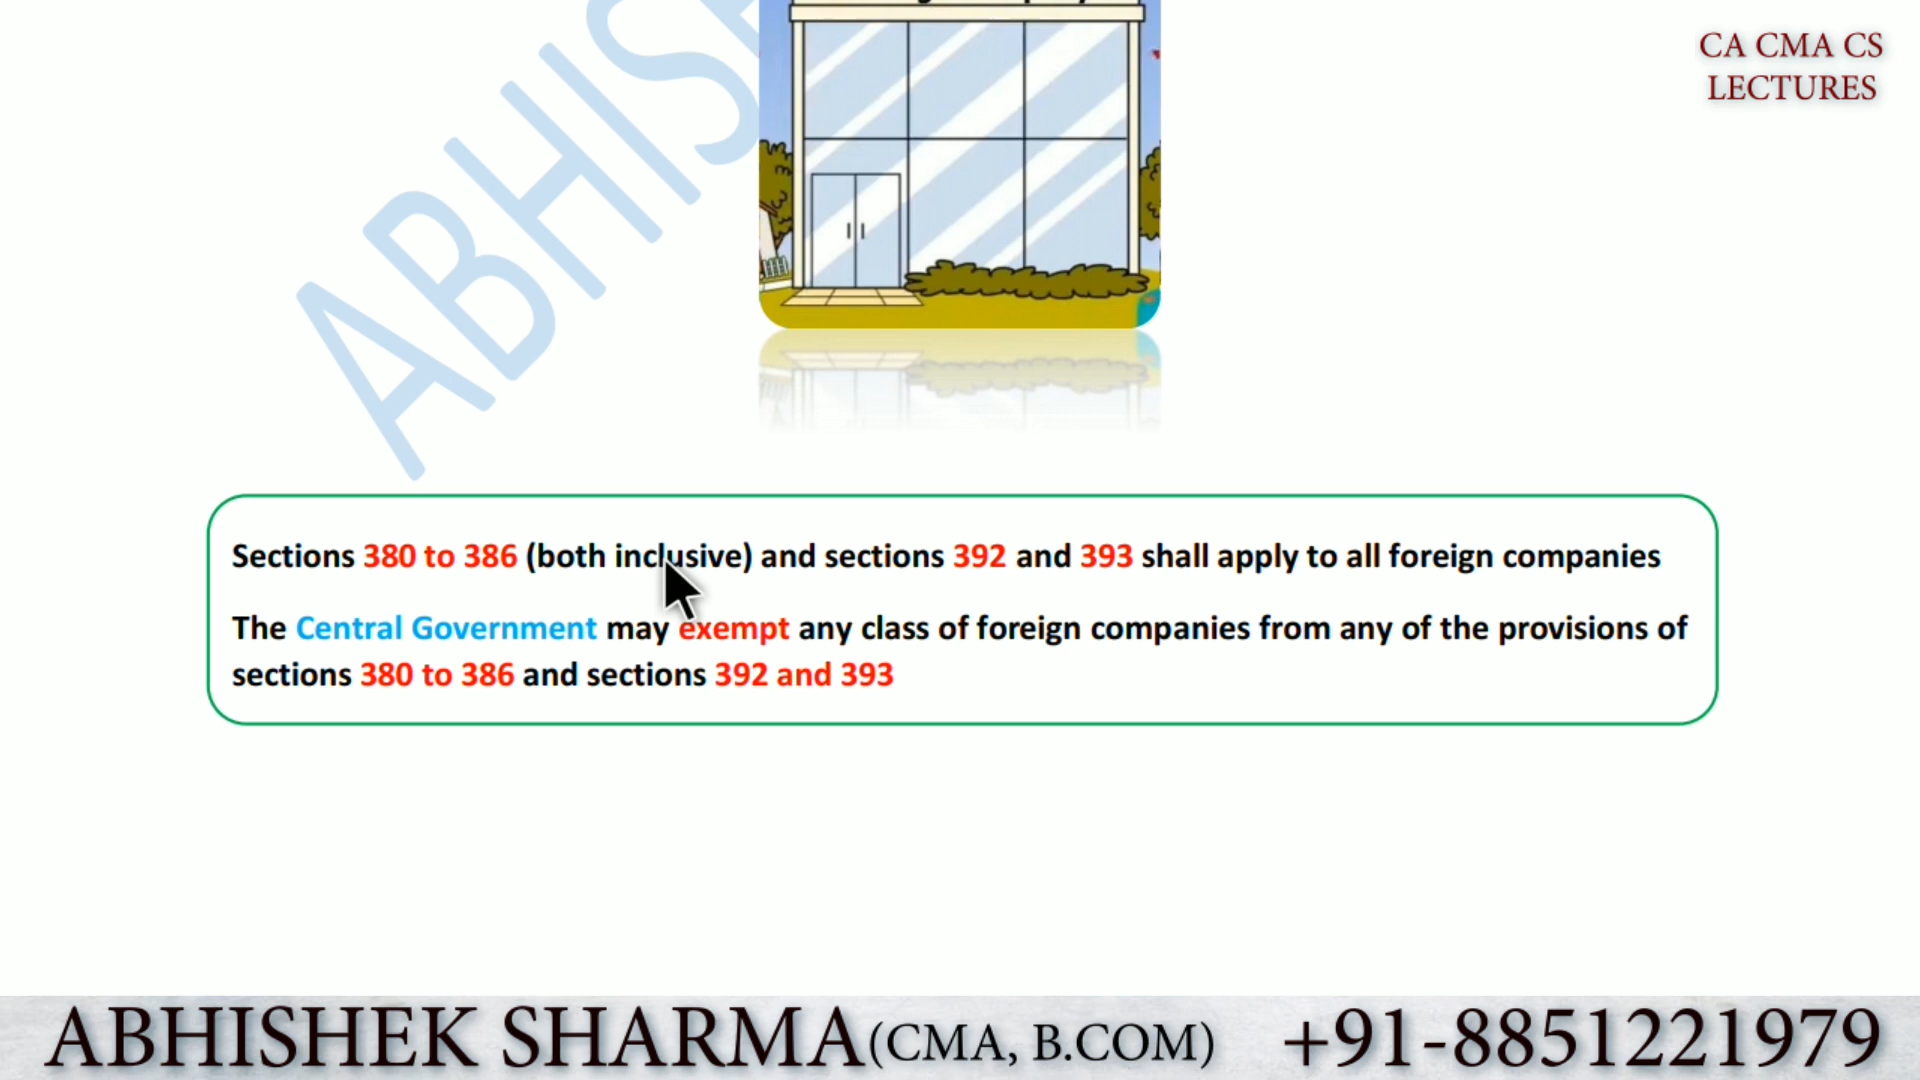 CA CMA CS
LECTURES
ABHISE
Sections 380 to 386 (both inclusive) and sections 392 and 393 shall apply to all foreign companies
The Central Government may exempt any class of foreign companies from any of the provisions of
sections 380 to 386 and sections 392 and 393
ABHISHEK SHARMA(CMA, B.COM) +91-8851221979